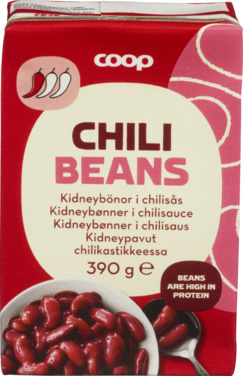 coop
CHILI
BEANS
Kidneybönor i chilisås
Kidneybønner i chilisauce
Kidneybønner i chilisaus
Kidneypavut
chilikastikkeessa
390 g ℮
BEANS
ARE HIGH IN
PROTEIN